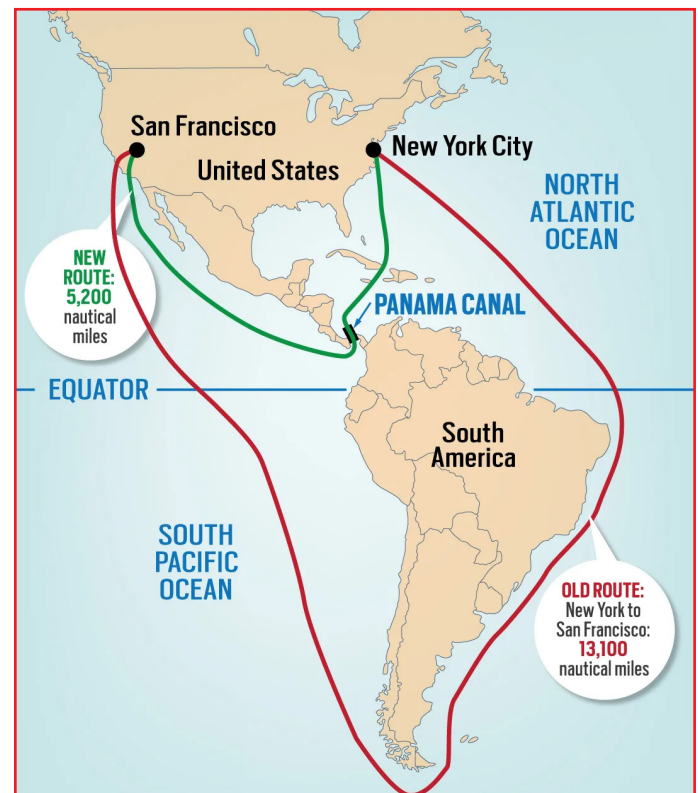 San Francisco
United States
New York City
NORTH
ATLANTIC
OCEAN
NEW
ROUTE:
5,200
nautical
miles
PANAMA CANAL
EQUATOR
South
America
SOUTH
PACIFIC
OCEAN
OLD ROUTE:
New York to
San Francisco:
13,100
nautical miles